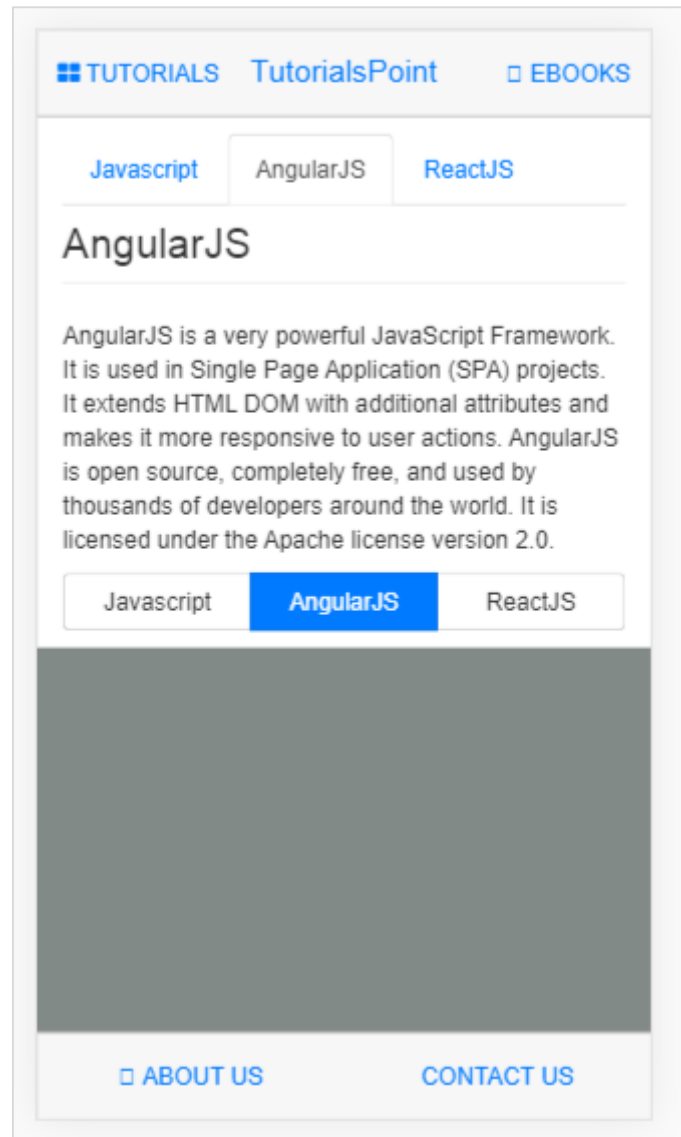 TUTORIALS TutorialsPoint EBOOKS
Javascript AngularJS ReactJS
AngularJS
AngularJS is a very powerful JavaScript Framework.
It is used in Single Page Application (SPA) projects.
It extends HTML DOM with additional attributes and
makes it more responsive to user actions. AngularJS
is open source, completely free, and used by
thousands of developers around the world. It is
licensed under the Apache license version 2.0.
Javascript AngularJS ReactJS
ABOUT US CONTACT US